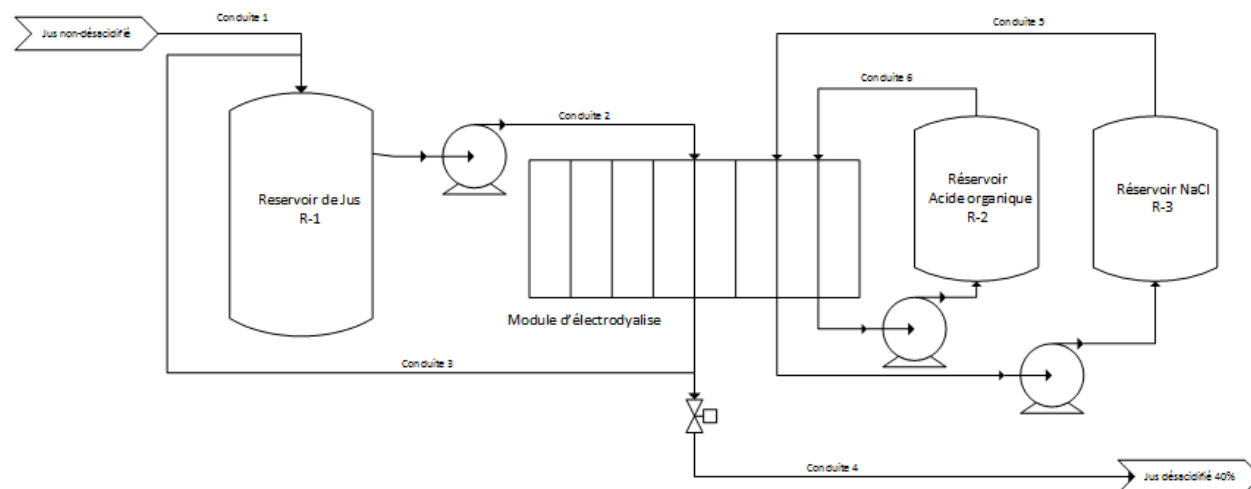 Conduite 1
Conduite 5
Jus non-désacidifié
Conduite 6
Conduite 2
Reservoir de Jus
R-1
Réservoir
Acide organique
R-2
Réservoir NaCl
R-3
Module d'électrodyalise
Conduite 3
Conduite 4
Jus désacidifié 40%